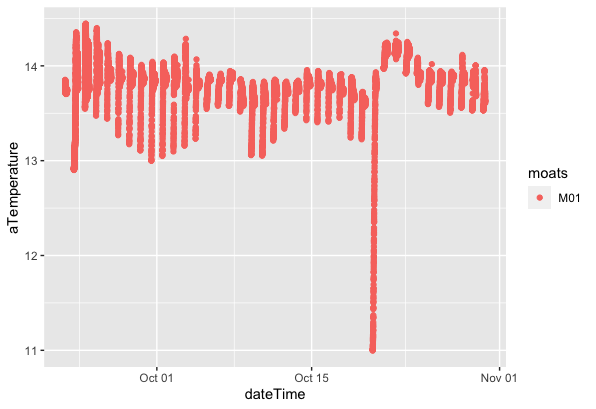 14
13
12
11
aTemperature
Oct 01
Oct 15
Nov 01
dateTime
moats
M01